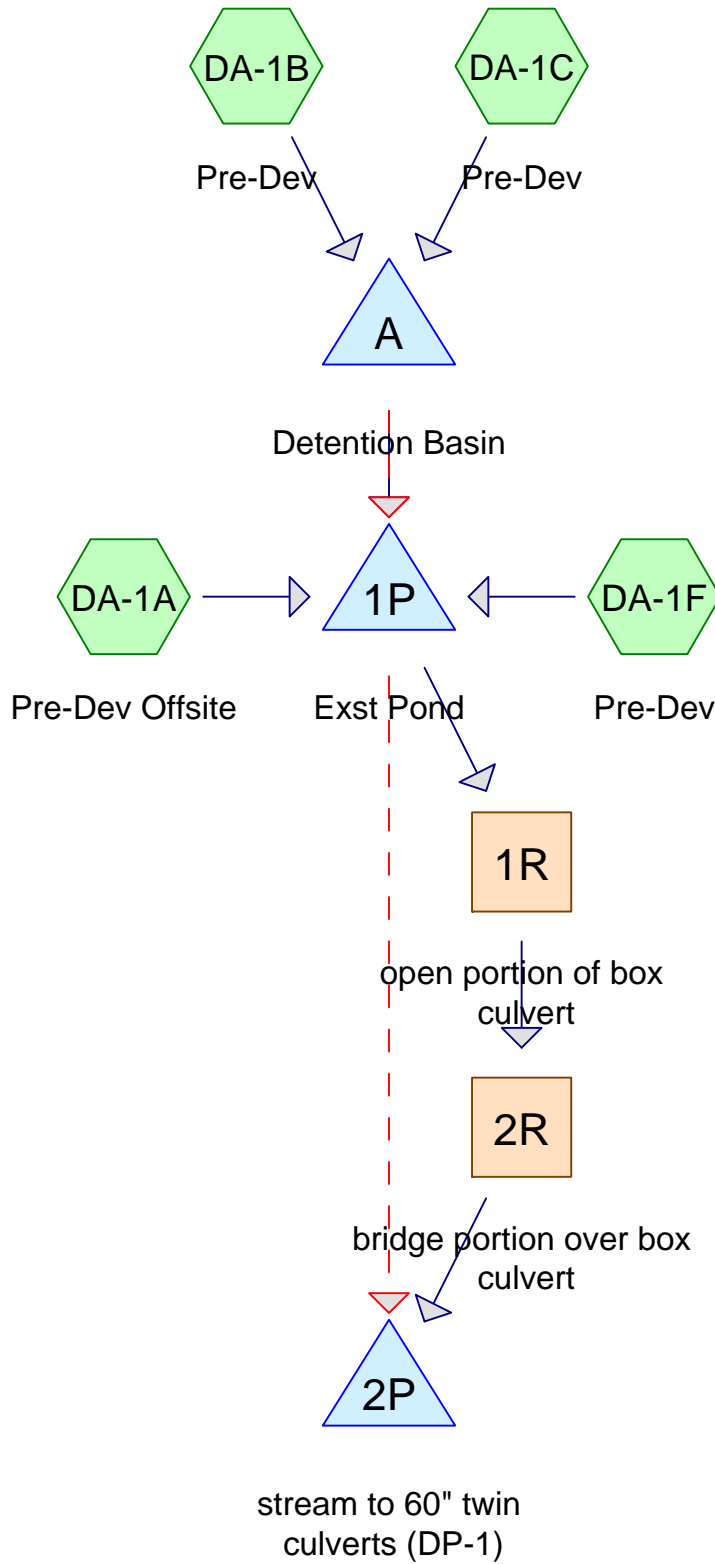 DA-1B
DA-1C
Pre-Dev
Pre-Dev
A
Detention Basin
DA-1A
1P
DA-1F
Pre-Dev Offsite
Exst Pond
Pre-Dev
1R
open portion of box
culvert
2R
bridge portion over box
culvert
2P
stream to 60" twin
culverts (DP-1)